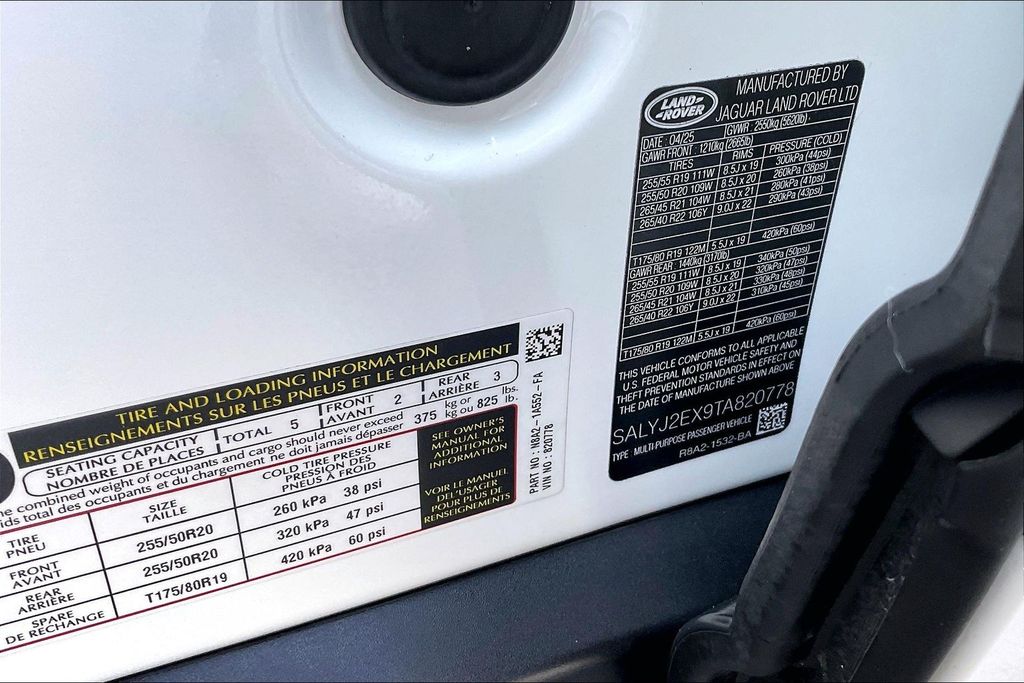 TIRE AND LOADING INFORMATION
RENSEIGNEMENTS SUR LES PNEUS ET LE CHARGEMENT
SEATING CAPACITY
NOMBRE DE PLACES
TOTAL 5
FRONT
AVANT 2
REAR
ARRIÈRE 3
combined weight of occupants and cargo should never exceed
total des occupants et du chargement ne doit jamais dépasser
375 kg or 825 lbs.
kg ou lb.
TIRE
PNEU
SIZE
TAILLE
COLD TIRE PRESSURE
PRESSION DES
PNEUS À FROID
FRONT
AVANT
255/50R20
260 kPa 38 psi
REAR
ARRIÈRE
255/50R20
320 kPa 47 psi
SPARE
DE RECHANGE
T175/80R19
420 kPa 60 psi
SEE OWNER'S
MANUAL FOR
ADDITIONAL
INFORMATION
VOIR LE MANUEL
DE L'USAGER
POUR PLUS DE
RENSEIGNEMENTS
PART NO : N8A2-1A552-FA
VIN NO : 820778
LAND
ROVER
MANUFACTURED BY
JAGUAR LAND ROVER LTD
DATE : 04/25 GVWR : 2550kg (5620lb)
GAWR FRONT : 1210kg (2665lb)
TIRES RIMS PRESSURE (COLD)
255/55 R19 111W 8.5J x 19 300kPa (44psi)
255/50 R20 109W 8.5J x 20 260kPa (38psi)
265/45 R21 104W 8.5J x 21 280kPa (41psi)
265/40 R22 106Y 9.0J x 22 290kPa (43psi)
T175/80 R19 122M 5.5J x 19 420kPa (60psi)
GAWR REAR : 1440kg (3170lb)
255/55 R19 111W 8.5J x 19 340kPa (50psi)
255/50 R20 109W 8.5J x 20 320kPa (47psi)
265/45 R21 104W 8.5J x 21 330kPa (48psi)
265/40 R22 106Y 9.0J x 22 310kPa (45psi)
T175/80 R19 122M 5.5J x 19 420kPa (60psi)
THIS VEHICLE CONFORMS TO ALL APPLICABLE
U.S. FEDERAL MOTOR VEHICLE SAFETY AND
THEFT PREVENTION STANDARDS IN EFFECT ON
THE DATE OF MANUFACTURE SHOWN ABOVE
SALYJ2EX9TA820778
TYPE : MULTI-PURPOSE PASSENGER VEHICLE
R8A2-1532-BA